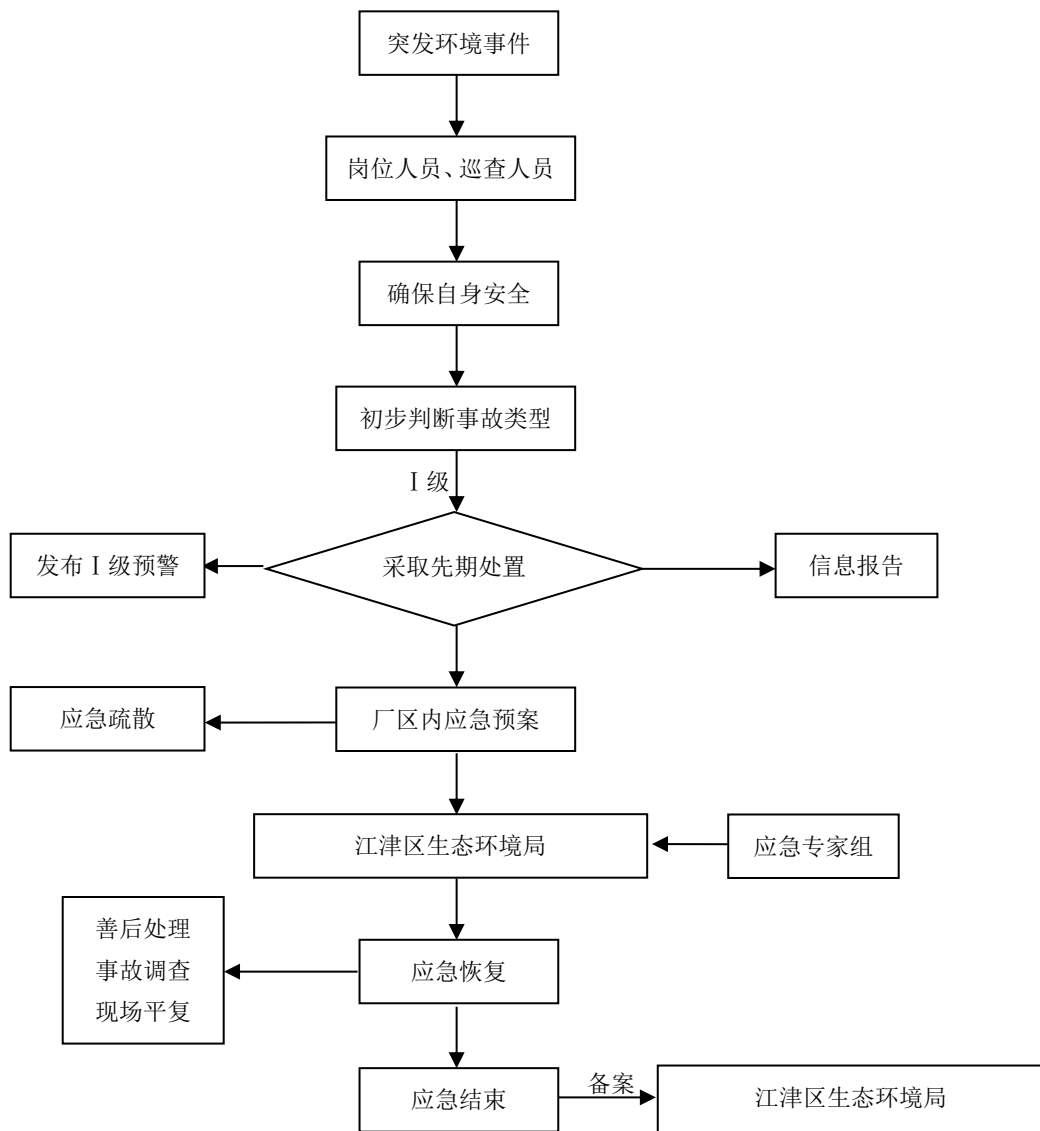 突发环境事件
岗位人员、巡查人员
确保自身安全
初步判断事故类型
Ⅰ级
发布Ⅰ级预警
采取先期处置
信息报告
应急疏散
厂区内应急预案
江津区生态环境局
应急专家组
善后处理
事故调查
现场平复
应急恢复
应急结束
备案
江津区生态环境局